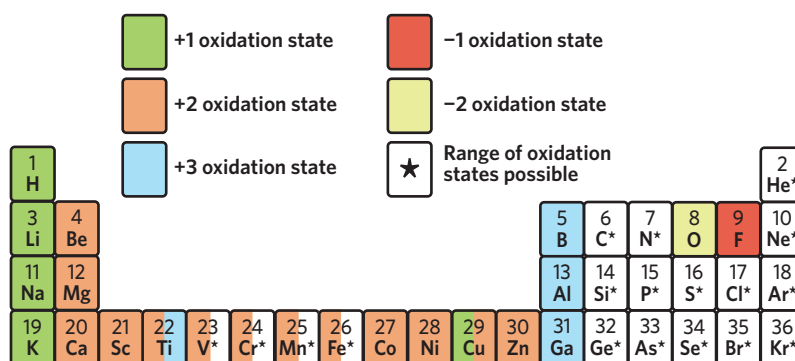 +1 oxidation state
−1 oxidation state
+2 oxidation state
−2 oxidation state
+3 oxidation state
★ Range of oxidation
states possible
1 2
H He*
3 4 5 6 7 8 9 10
Li Be B C* N* O F Ne*
11 12 13 14 15 16 17 18
Na Mg Al Si* P* S* Cl* Ar*
19 20 21 22 23 24 25 26 27 28 29 30 31 32 33 34 35 36
K Ca Sc Ti V* Cr* Mn* Fe* Co Ni Cu Zn Ga Ge* As* Se* Br* Kr*